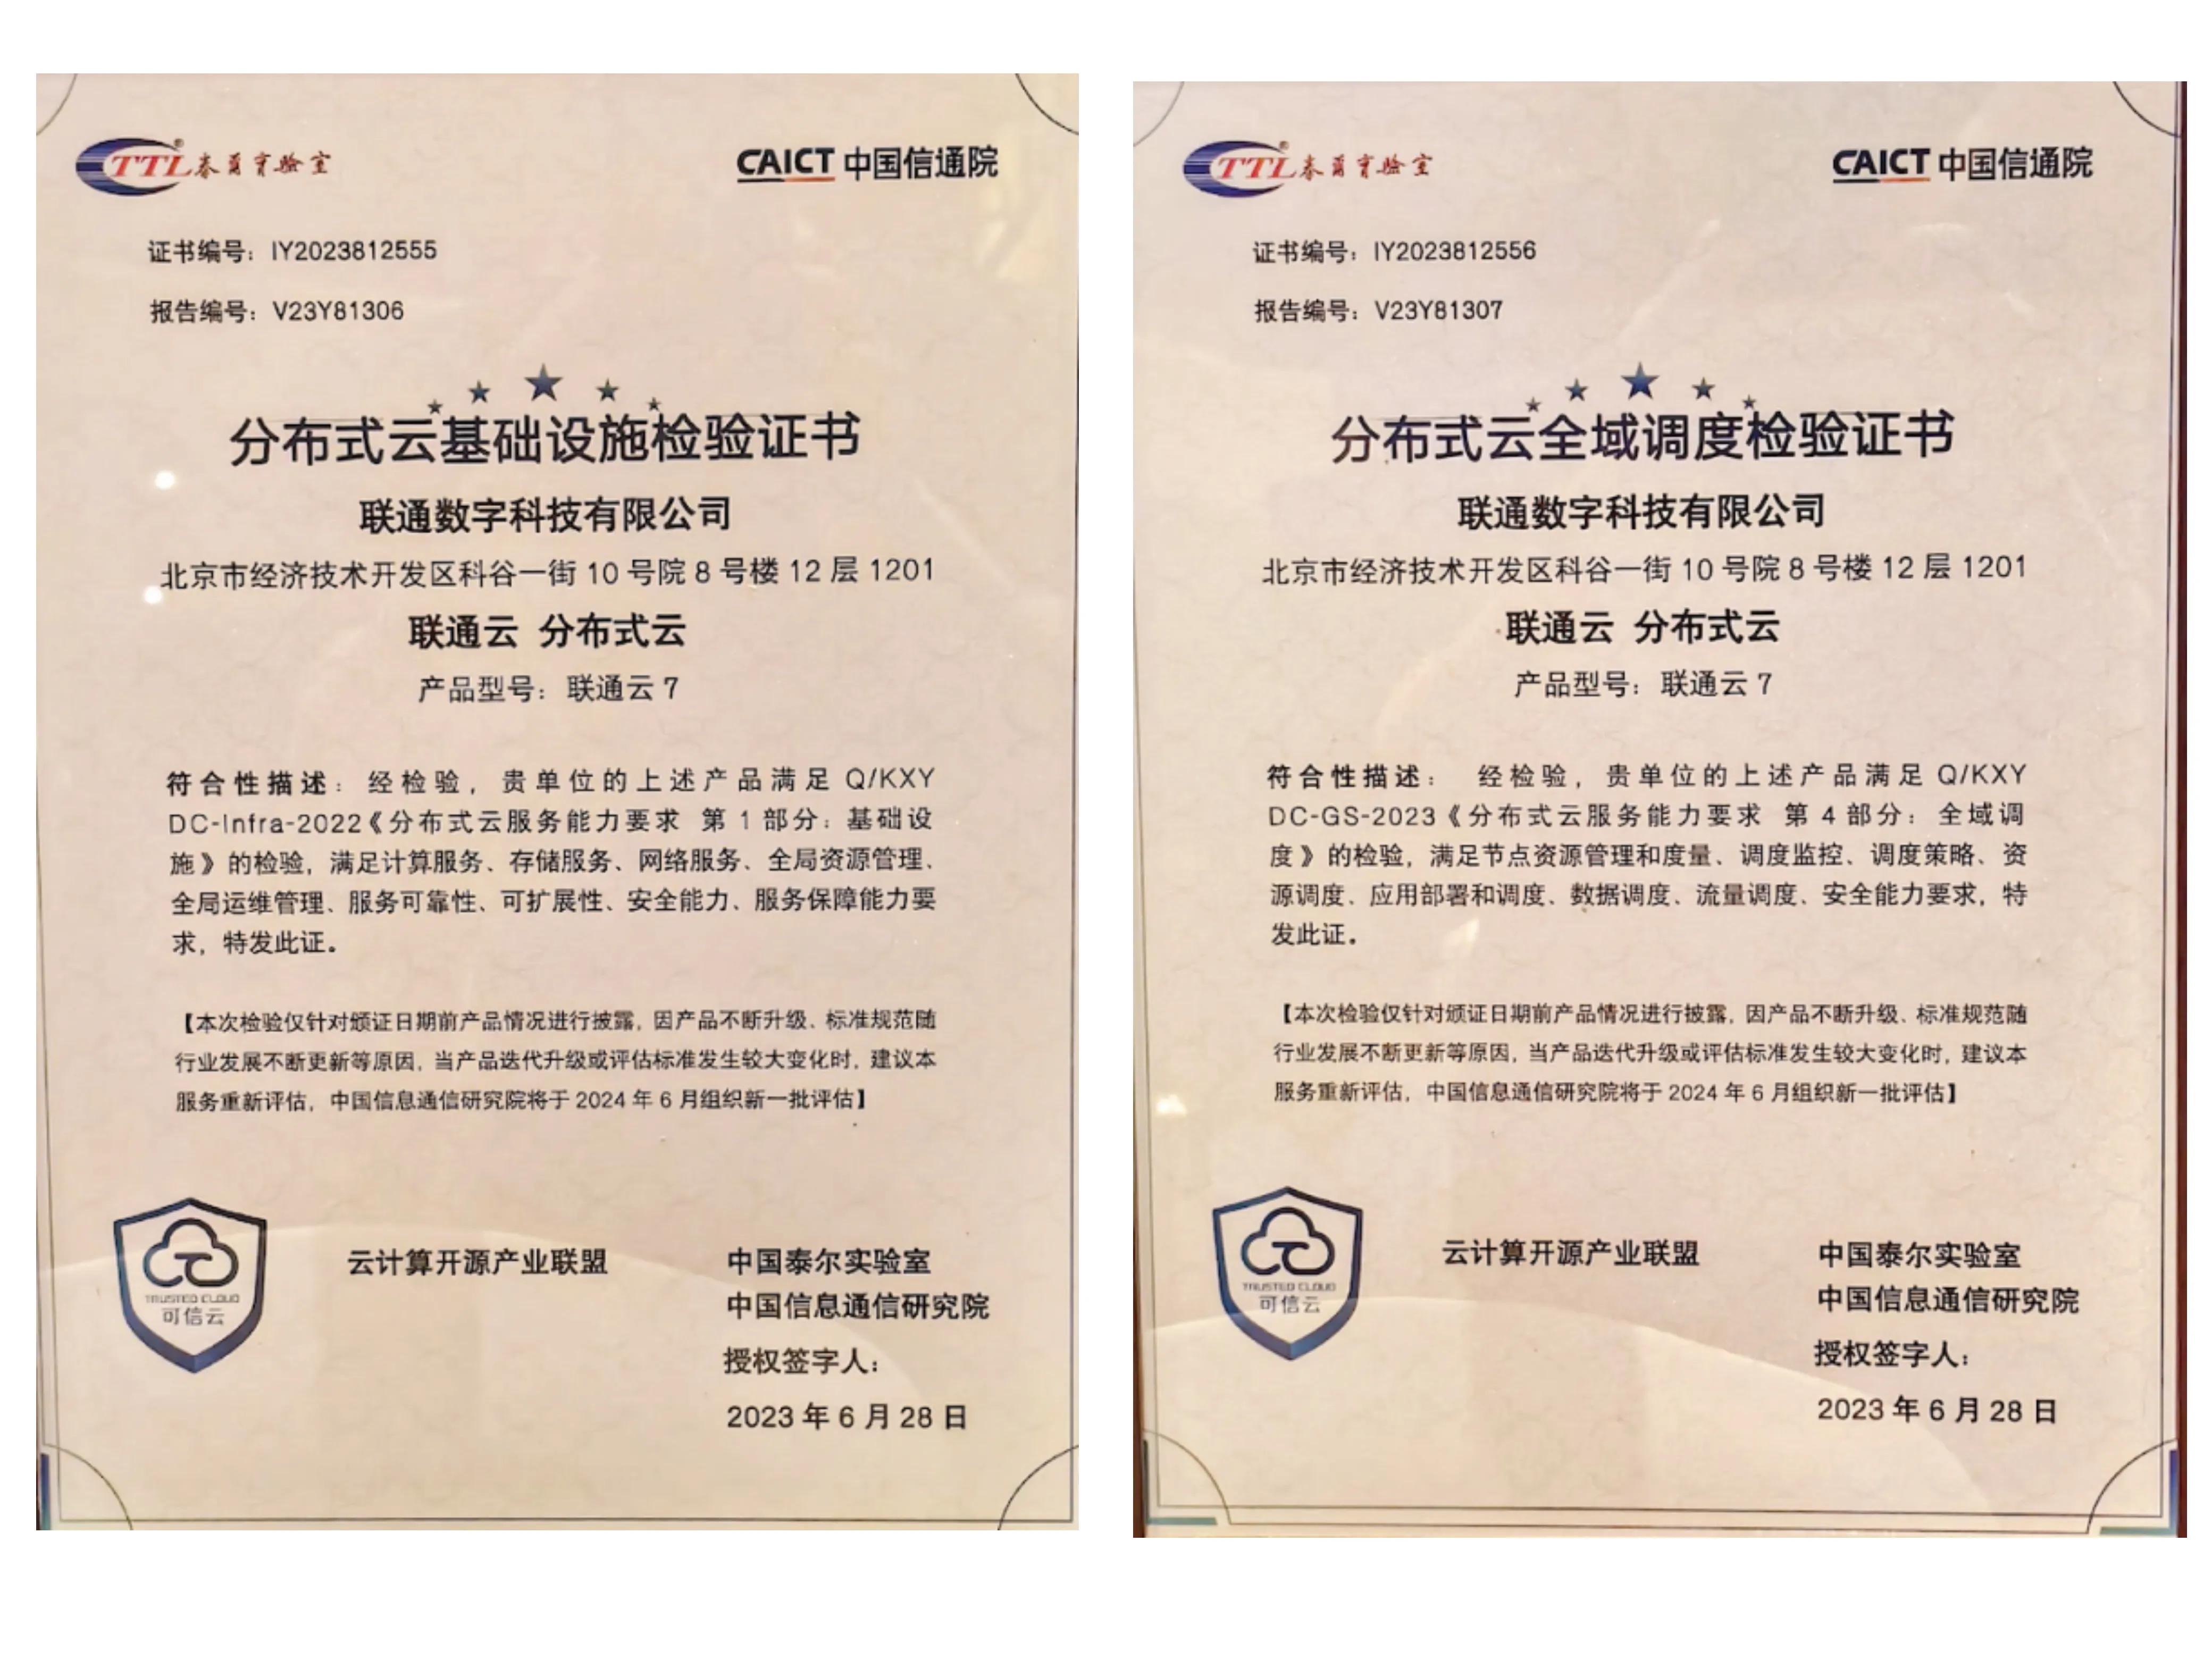 TTL泰尔实验室
CAICT 中国信通院
证书编号：IY2023812555
报告编号：V23Y81306
分布式云基础设施检验证书
联通数字科技有限公司
北京市经济技术开发区科谷一街 10 号院 8 号楼 12 层 1201
联通云 分布式云
产品型号：联通云 7
符合性描述：经检验，贵单位的上述产品满足 Q/KXY
DC-Infra-2022《分布式云服务能力要求 第 1 部分：基础设
施》的检验，满足计算服务、存储服务、网络服务、全局资源管理、
全局运维管理、服务可靠性、可扩展性、安全能力、服务保障能力要
求，特发此证。
【本次检验仅针对颁证日期前产品情况进行披露，因产品不断升级、标准规范随
行业发展不断更新等原因，当产品迭代升级或评估标准发生较大变化时，建议本
服务重新评估，中国信息通信研究院将于 2024 年 6 月组织新一批评估】
TRUSTED CLOUD
可信云
云计算开源产业联盟
中国泰尔实验室
中国信息通信研究院
授权签字人：
2023 年 6 月 28 日
TTL泰尔实验室
CAICT 中国信通院
证书编号：IY2023812556
报告编号：V23Y81307
分布式云全域调度检验证书
联通数字科技有限公司
北京市经济技术开发区科谷一街 10 号院 8 号楼 12 层 1201
联通云 分布式云
产品型号：联通云 7
符合性描述： 经检验，贵单位的上述产品满足 Q/KXY
DC-GS-2023《分布式云服务能力要求 第 4 部分：全域调
度》的检验，满足节点资源管理和度量、调度监控、调度策略、资
源调度、应用部署和调度、数据调度、流量调度、安全能力要求，特
发此证。
【本次检验仅针对颁证日期前产品情况进行披露，因产品不断升级、标准规范随
行业发展不断更新等原因，当产品迭代升级或评估标准发生较大变化时，建议本
服务重新评估，中国信息通信研究院将于 2024 年 6 月组织新一批评估】
TRUSTED CLOUD
可信云
云计算开源产业联盟
中国泰尔实验室
中国信息通信研究院
授权签字人：
2023 年 6 月 28 日